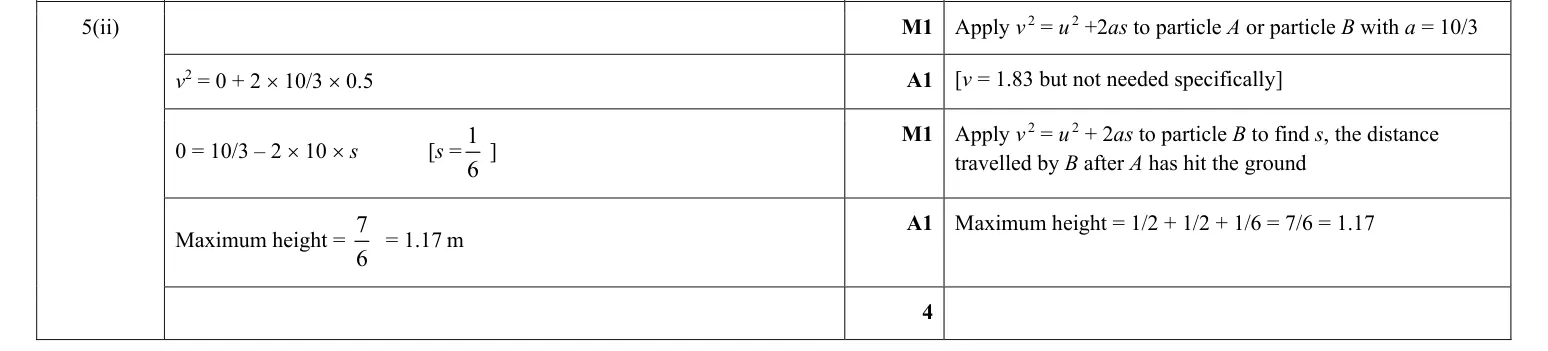 5(ii)
M1 Apply v² = u² +2as to particle A or particle B with a = 10/3
v² = 0 + 2 × 10/3 × 0.5 A1 [v = 1.83 but not needed specifically]
0 = 10/3 – 2 × 10 × s [s = 1/6 ] M1 Apply v² = u² + 2as to particle B to find s, the distance
travelled by B after A has hit the ground
Maximum height = 7/6 = 1.17 m A1 Maximum height = 1/2 + 1/2 + 1/6 = 7/6 = 1.17
4